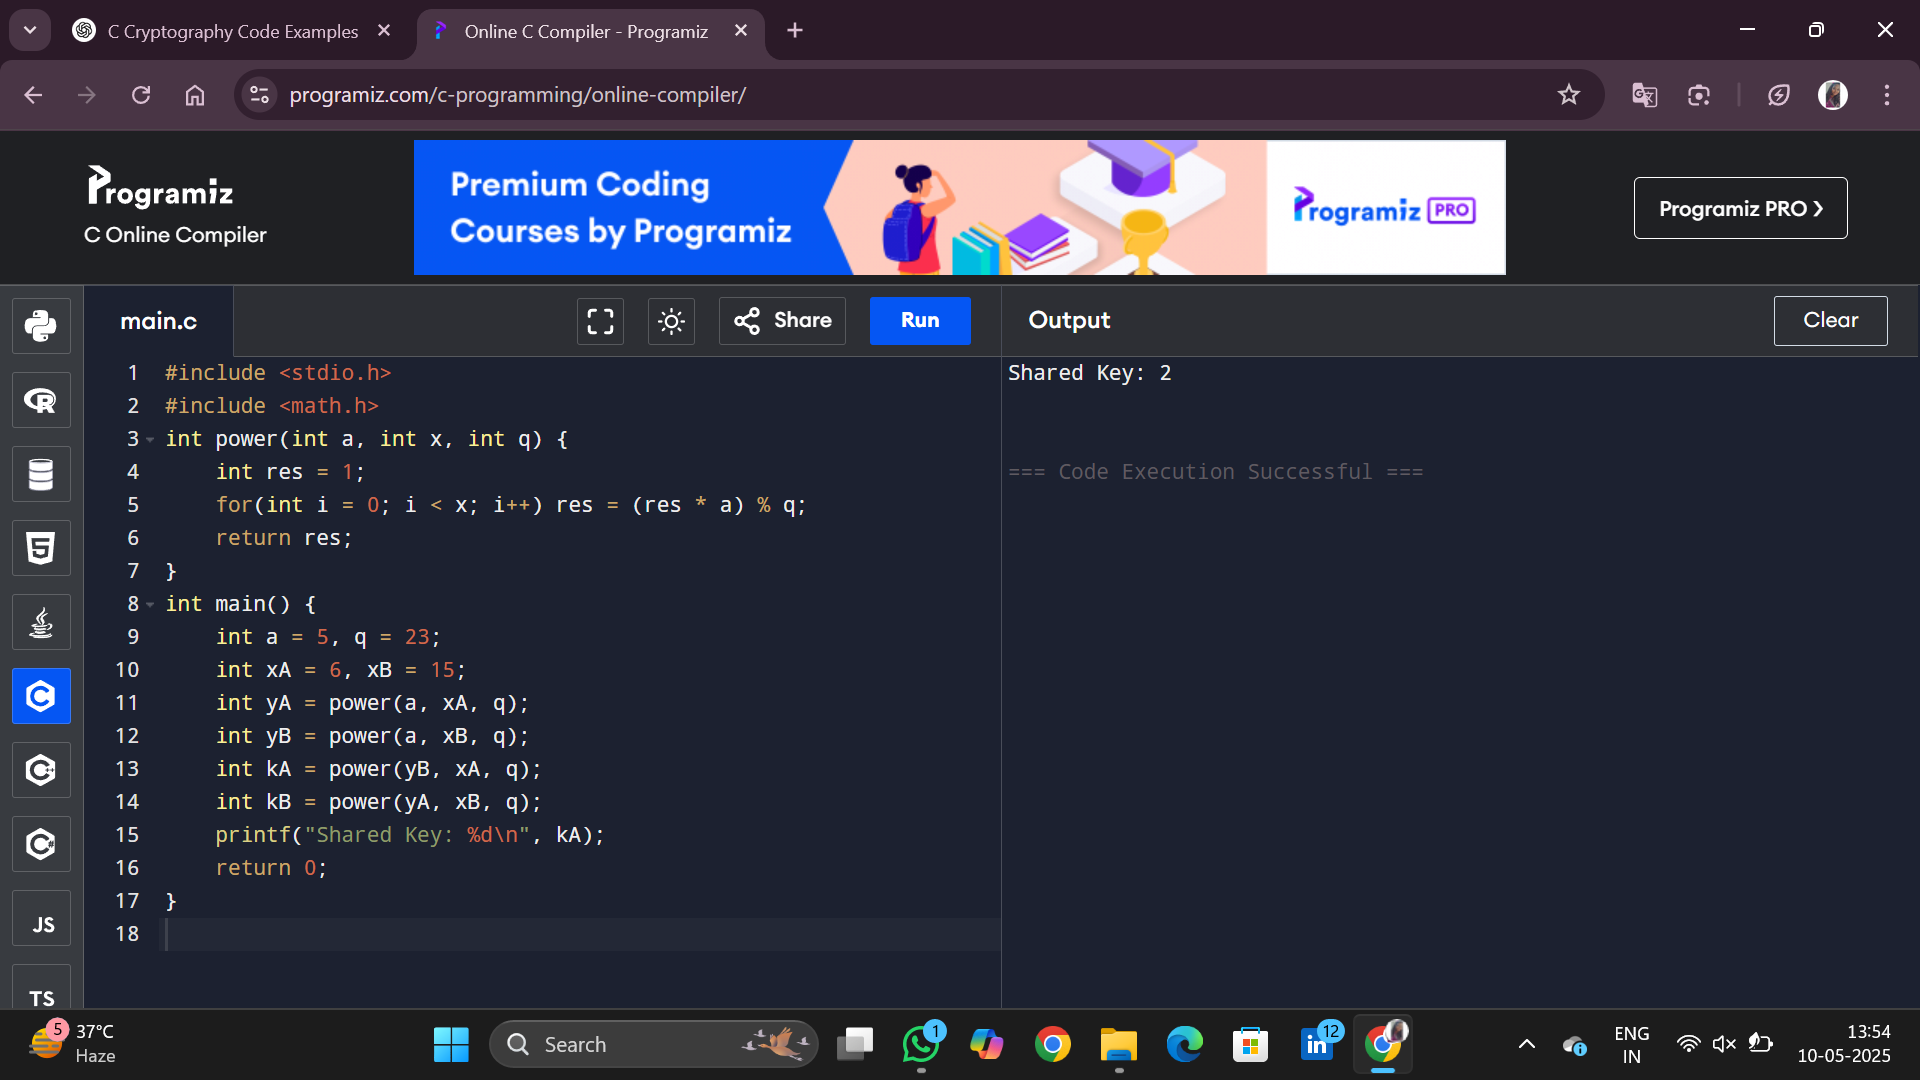 C Cryptography Code Examples
Online C Compiler - Programiz
programiz.com/c-programming/online-compiler/
Programiz
C Online Compiler
Premium Coding
Courses by Programiz
Programiz PRO
Programiz PRO ❯
main.c
Share
Run
Output
Clear
1 #include <stdio.h>
2 #include <math.h>
3 int power(int a, int x, int q) {
4     int res = 1;
5     for(int i = 0; i < x; i++) res = (res * a) % q;
6     return res;
7 }
8 int main() {
9     int a = 5, q = 23;
10     int xA = 6, xB = 15;
11     int yA = power(a, xA, q);
12     int yB = power(a, xB, q);
13     int kA = power(yB, xA, q);
14     int kB = power(yA, xB, q);
15     printf("Shared Key: %d\n", kA);
16     return 0;
17 }
18
Shared Key: 2
=== Code Execution Successful ===
JS
TS
5
37°C
Haze
Search
1
12
ENG
IN
13:54
10-05-2025